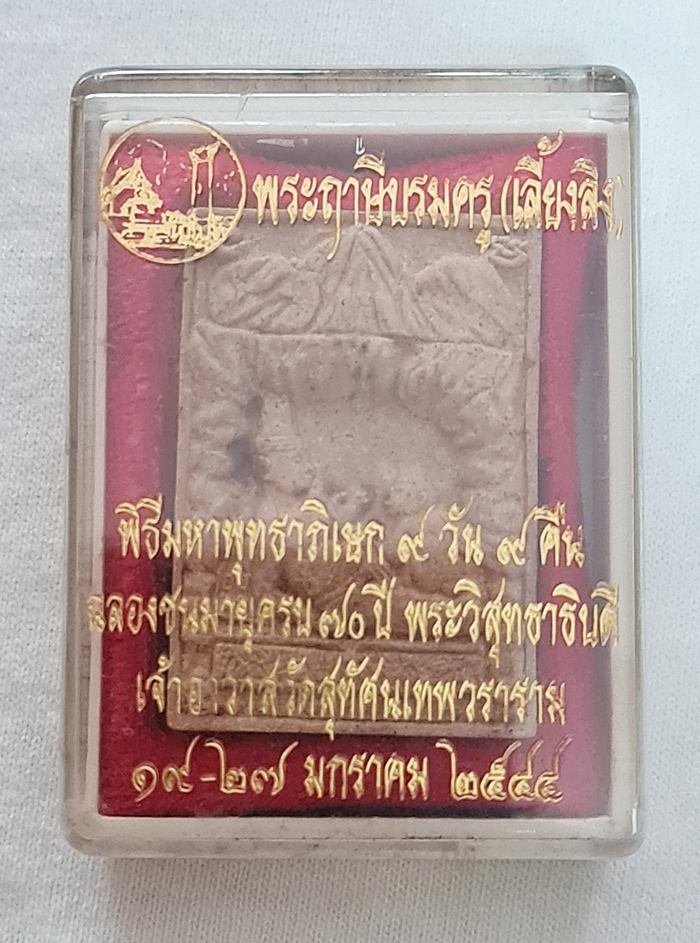 พระฤาษีบรมครู (เลี้ยงลิง)
พิธีมหาพุทธาภิเษก ๙ วัน ๙ คืน
ฉลองชนมายุครบ ๗๐ ปี พระวิสุทธาธิบดี
เจ้าอาวาสวัดสุทัศนเทพวราราม
๑๙-๒๗ มกราคม ๒๕๔๔